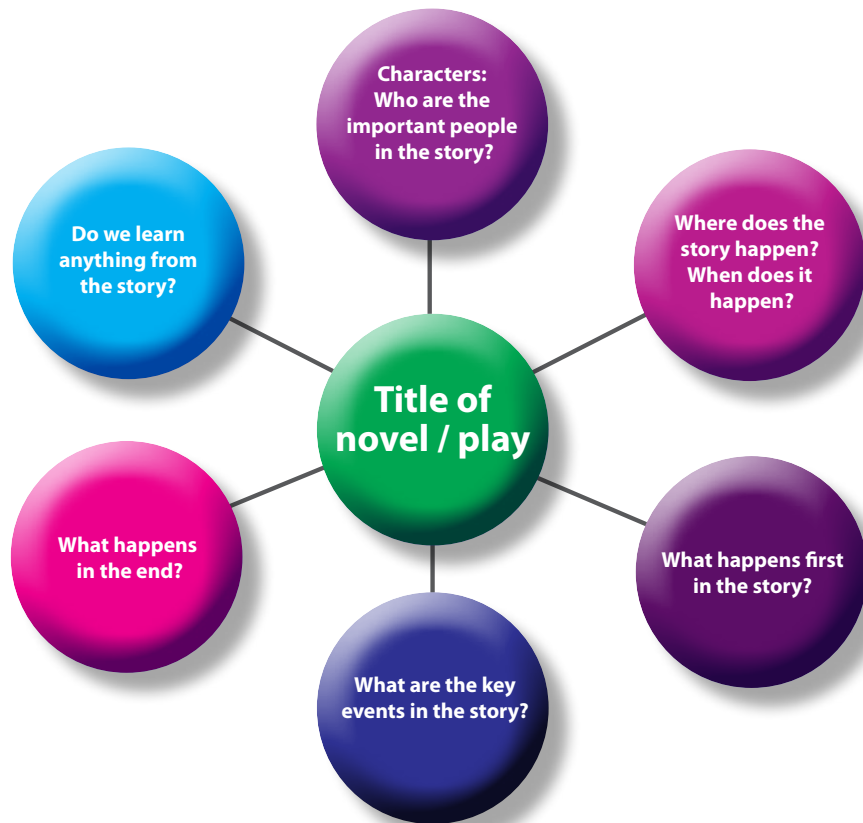 Characters:
Who are the
important people
in the story?
Where does the
story happen?
When does it
happen?
What happens first
in the story?
What are the key
events in the story?
What happens
in the end?
Do we learn
anything from
the story?
Title of
novel / play